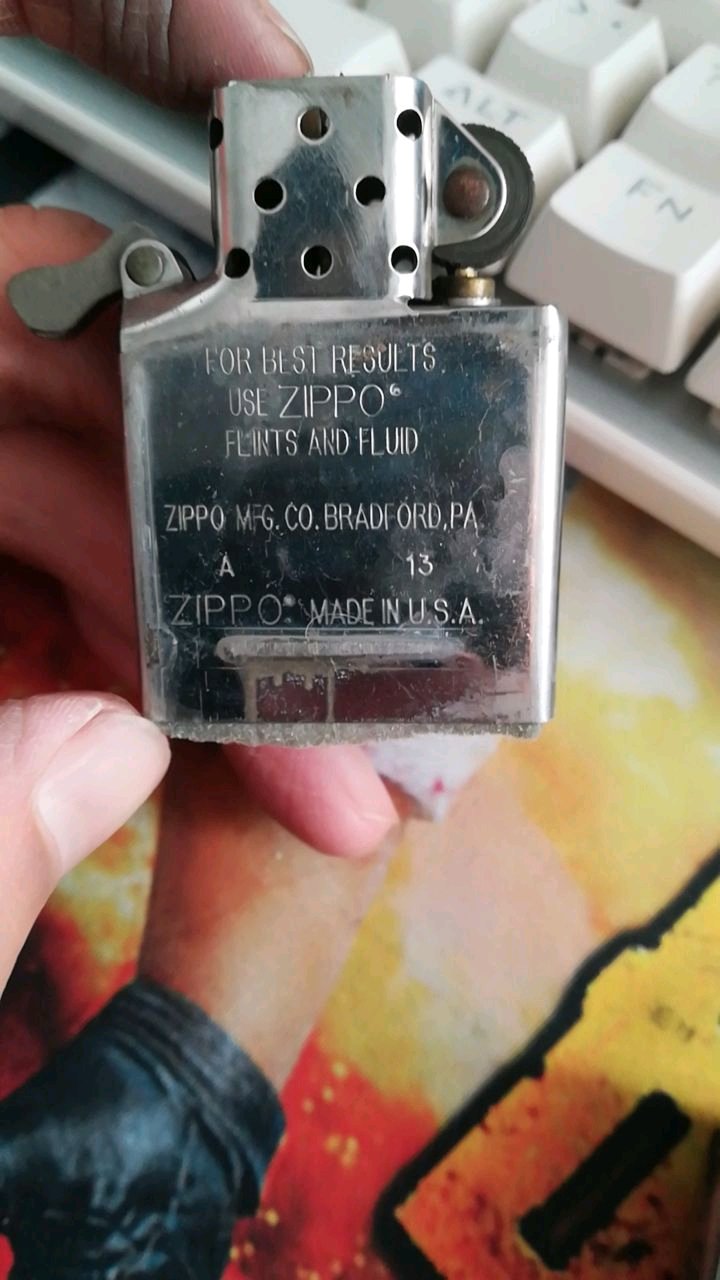 ALT
FN
FOR BEST RESULTS
USE ZIPPO®
FLINTS AND FLUID
ZIPPO MFG. CO. BRADFORD, PA
A 13
ZIPPO® MADE IN U.S.A.